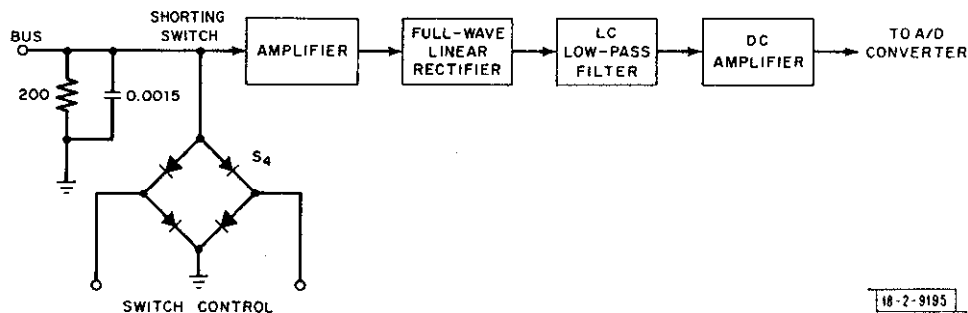 BUS
SHORTING
SWITCH
AMPLIFIER
FULL-WAVE
LINEAR
RECTIFIER
LC
LOW-PASS
FILTER
DC
AMPLIFIER
TO A/D
CONVERTER
200
0.0015
S4
SWITCH CONTROL
18-2-9195